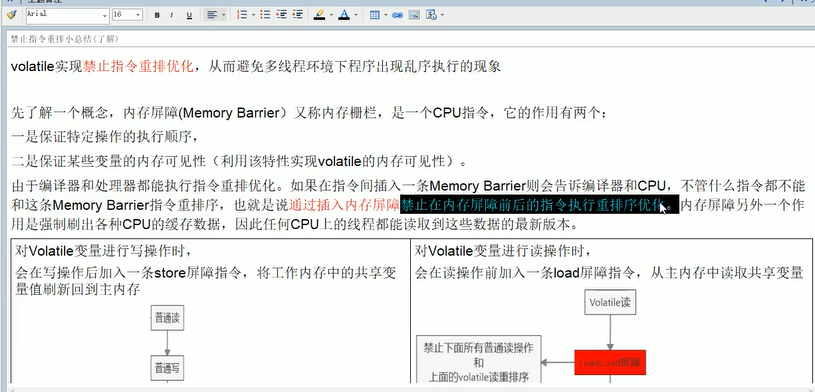 Arial
16
B
I
U
A
禁止指令重排小总结(了解)
volatile实现禁止指令重排优化，从而避免多线程环境下程序出现乱序执行的现象
先了解一个概念，内存屏障(Memory Barrier）又称内存栅栏，是一个CPU指令，它的作用有两个：
一是保证特定操作的执行顺序，
二是保证某些变量的内存可见性（利用该特性实现volatile的内存可见性）。
由于编译器和处理器都能执行指令重排优化。如果在指令间插入一条Memory Barrier则会告诉编译器和CPU，不管什么指令都不能
和这条Memory Barrier指令重排序，也就是说通过插入内存屏障禁止在内存屏障前后的指令执行重排序优化。内存屏障另外一个作
用是强制刷出各种CPU的缓存数据，因此任何CPU上的线程都能读取到这些数据的最新版本。
对Volatile变量进行写操作时，
会在写操作后加入一条store屏障指令，将工作内存中的共享变
量值刷新回到主内存
普通读
普通写
对Volatile变量进行读操作时，
会在读操作前加入一条load屏障指令，从主内存中读取共享变量
Volatile读
禁止下面所有普通读操作
和
上面的volatile读重排序
LoadLoad屏障